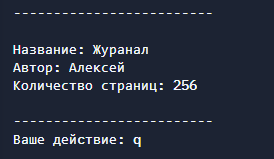 -------------------------
Название: Журанал
Автор: Алексей
Количество страниц: 256
-------------------------
Ваше действие: q